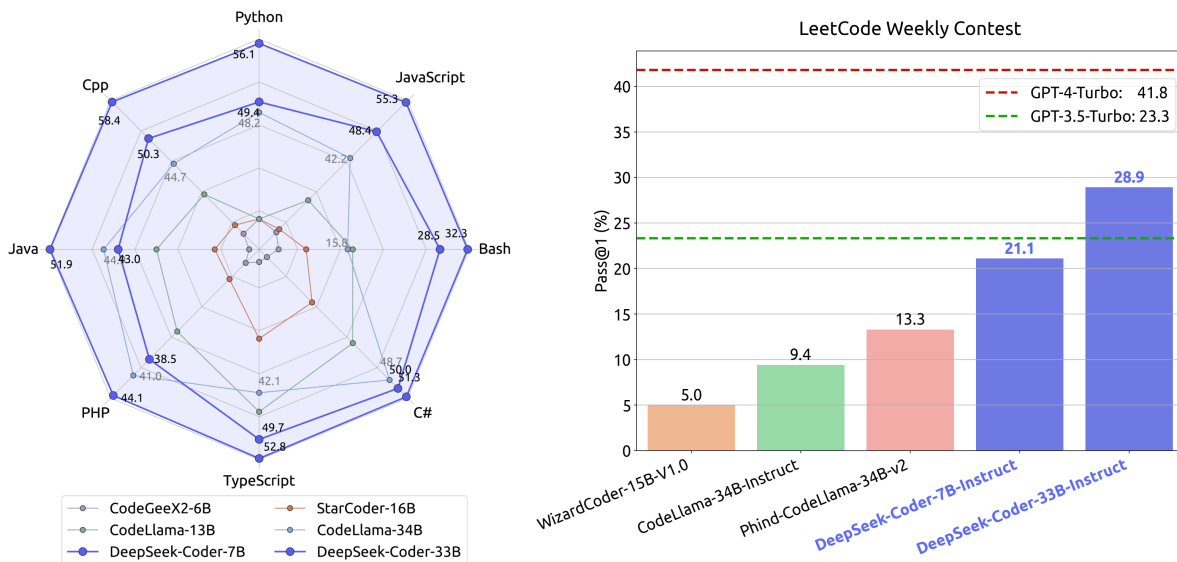 Python
56.1
Cpp
JavaScript
58.4
55.3
49.4
48.2
48.4
50.3
42.2
44.7
Java
51.9
43.0
15.8
28.5
32.3
Bash
38.5
41.0
42.1
48.7
50.0
51.3
PHP
44.1
49.7
52.8
C#
TypeScript
CodeGeeX2-6B
StarCoder-16B
CodeLlama-13B
CodeLlama-34B
DeepSeek-Coder-7B
DeepSeek-Coder-33B
LeetCode Weekly Contest
GPT-4-Turbo: 41.8
GPT-3.5-Turbo: 23.3
Pass@1 (%)
40
35
30
25
20
15
10
5
0
5.0
9.4
13.3
21.1
28.9
WizardCoder-15B-V1.0
CodeLlama-34B-Instruct
Phind-CodeLlama-34B-v2
DeepSeek-Coder-7B-Instruct
DeepSeek-Coder-33B-Instruct